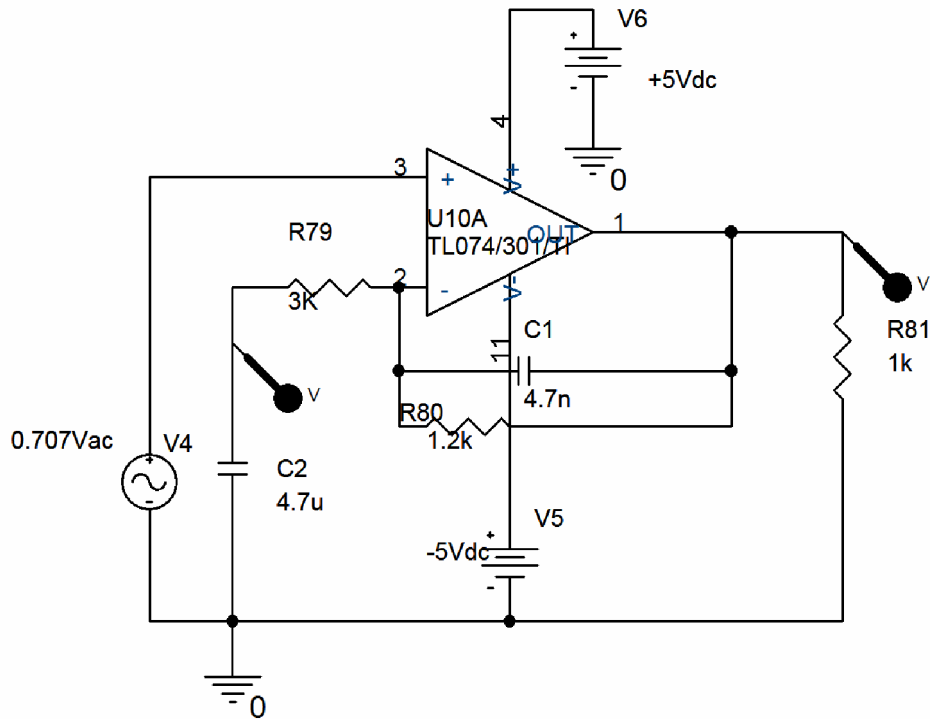 V6
+
+5Vdc
-
4
0
3
+
V+
U10A
TL074/301/TI
OUT
1
R79
2
3K
-
V-
V
C1
R81
11
1k
V
4.7n
R80
1.2k
0.707Vac
V4
+
-
C2
4.7u
V5
+
-5Vdc
-
0